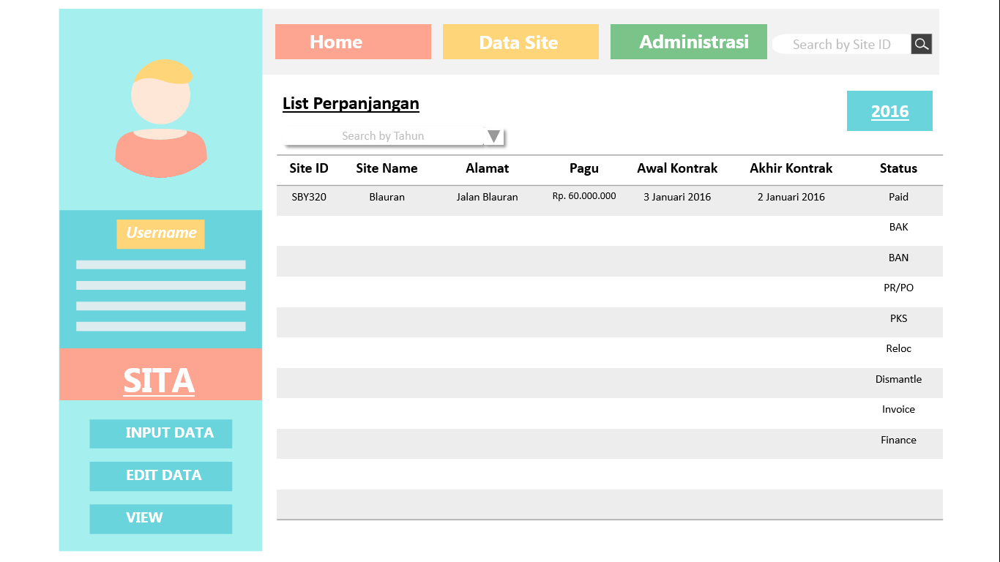 Home
Data Site
Administrasi
Search by Site ID
List Perpanjangan
2016
Search by Tahun
Site ID Site Name Alamat Pagu Awal Kontrak Akhir Kontrak Status
SBY320 Blauran Jalan Blauran Rp. 60.000.000 3 Januari 2016 2 Januari 2016 Paid
BAK
BAN
PR/PO
PKS
Reloc
Dismantle
Invoice
Finance
Username
SITA
INPUT DATA
EDIT DATA
VIEW